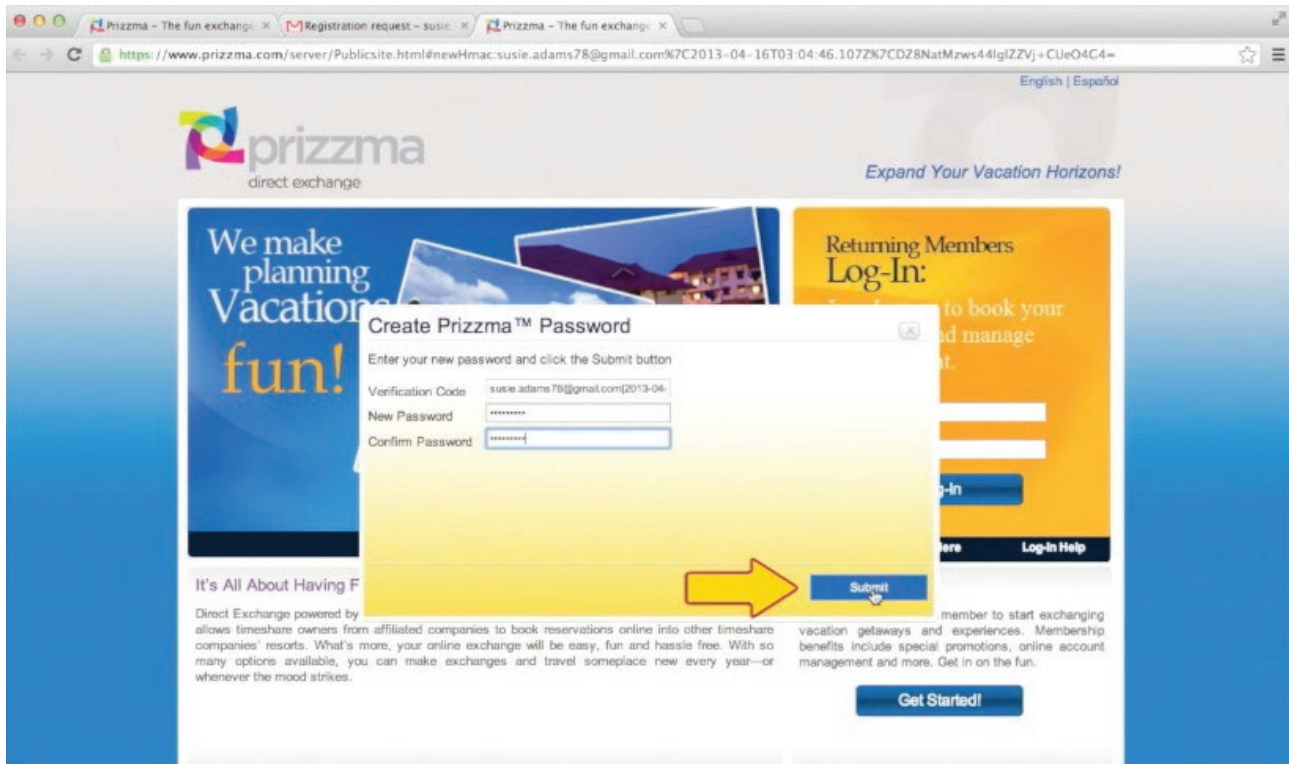 Prizzma – The fun exchang
Registration request – susie
Prizzma – The fun exchang
https://www.prizzma.com/server/Publicsite.html#newHmac:susie.adams78@gmail.com%7C2013-04-16T03:04:46.107Z%7CDZ8NatMzws44lglZZVj+CUeO4C4=
English | Español
prizzma
direct exchange
Expand Your Vacation Horizons!
We make
planning
Vacation
fun!
Returning Members
Log-In:
to book your
manage
Create Prizzma™ Password
Enter your new password and click the Submit button
Verification Code
susie.adams78@gmail.com|2013-04-
New Password
Confirm Password
Submit
g-In
Log-In Help
It's All About Having F
Direct Exchange powered by
allows timeshare owners from affiliated companies to book reservations online into other timeshare
companies' resorts. What's more, your online exchange will be easy, fun and hassle free. With so
many options available, you can make exchanges and travel someplace new every year—or
whenever the mood strikes.
member to start exchanging
vacation getaways and experiences. Membership
benefits include special promotions, online account
management and more. Get in on the fun.
Get Started!